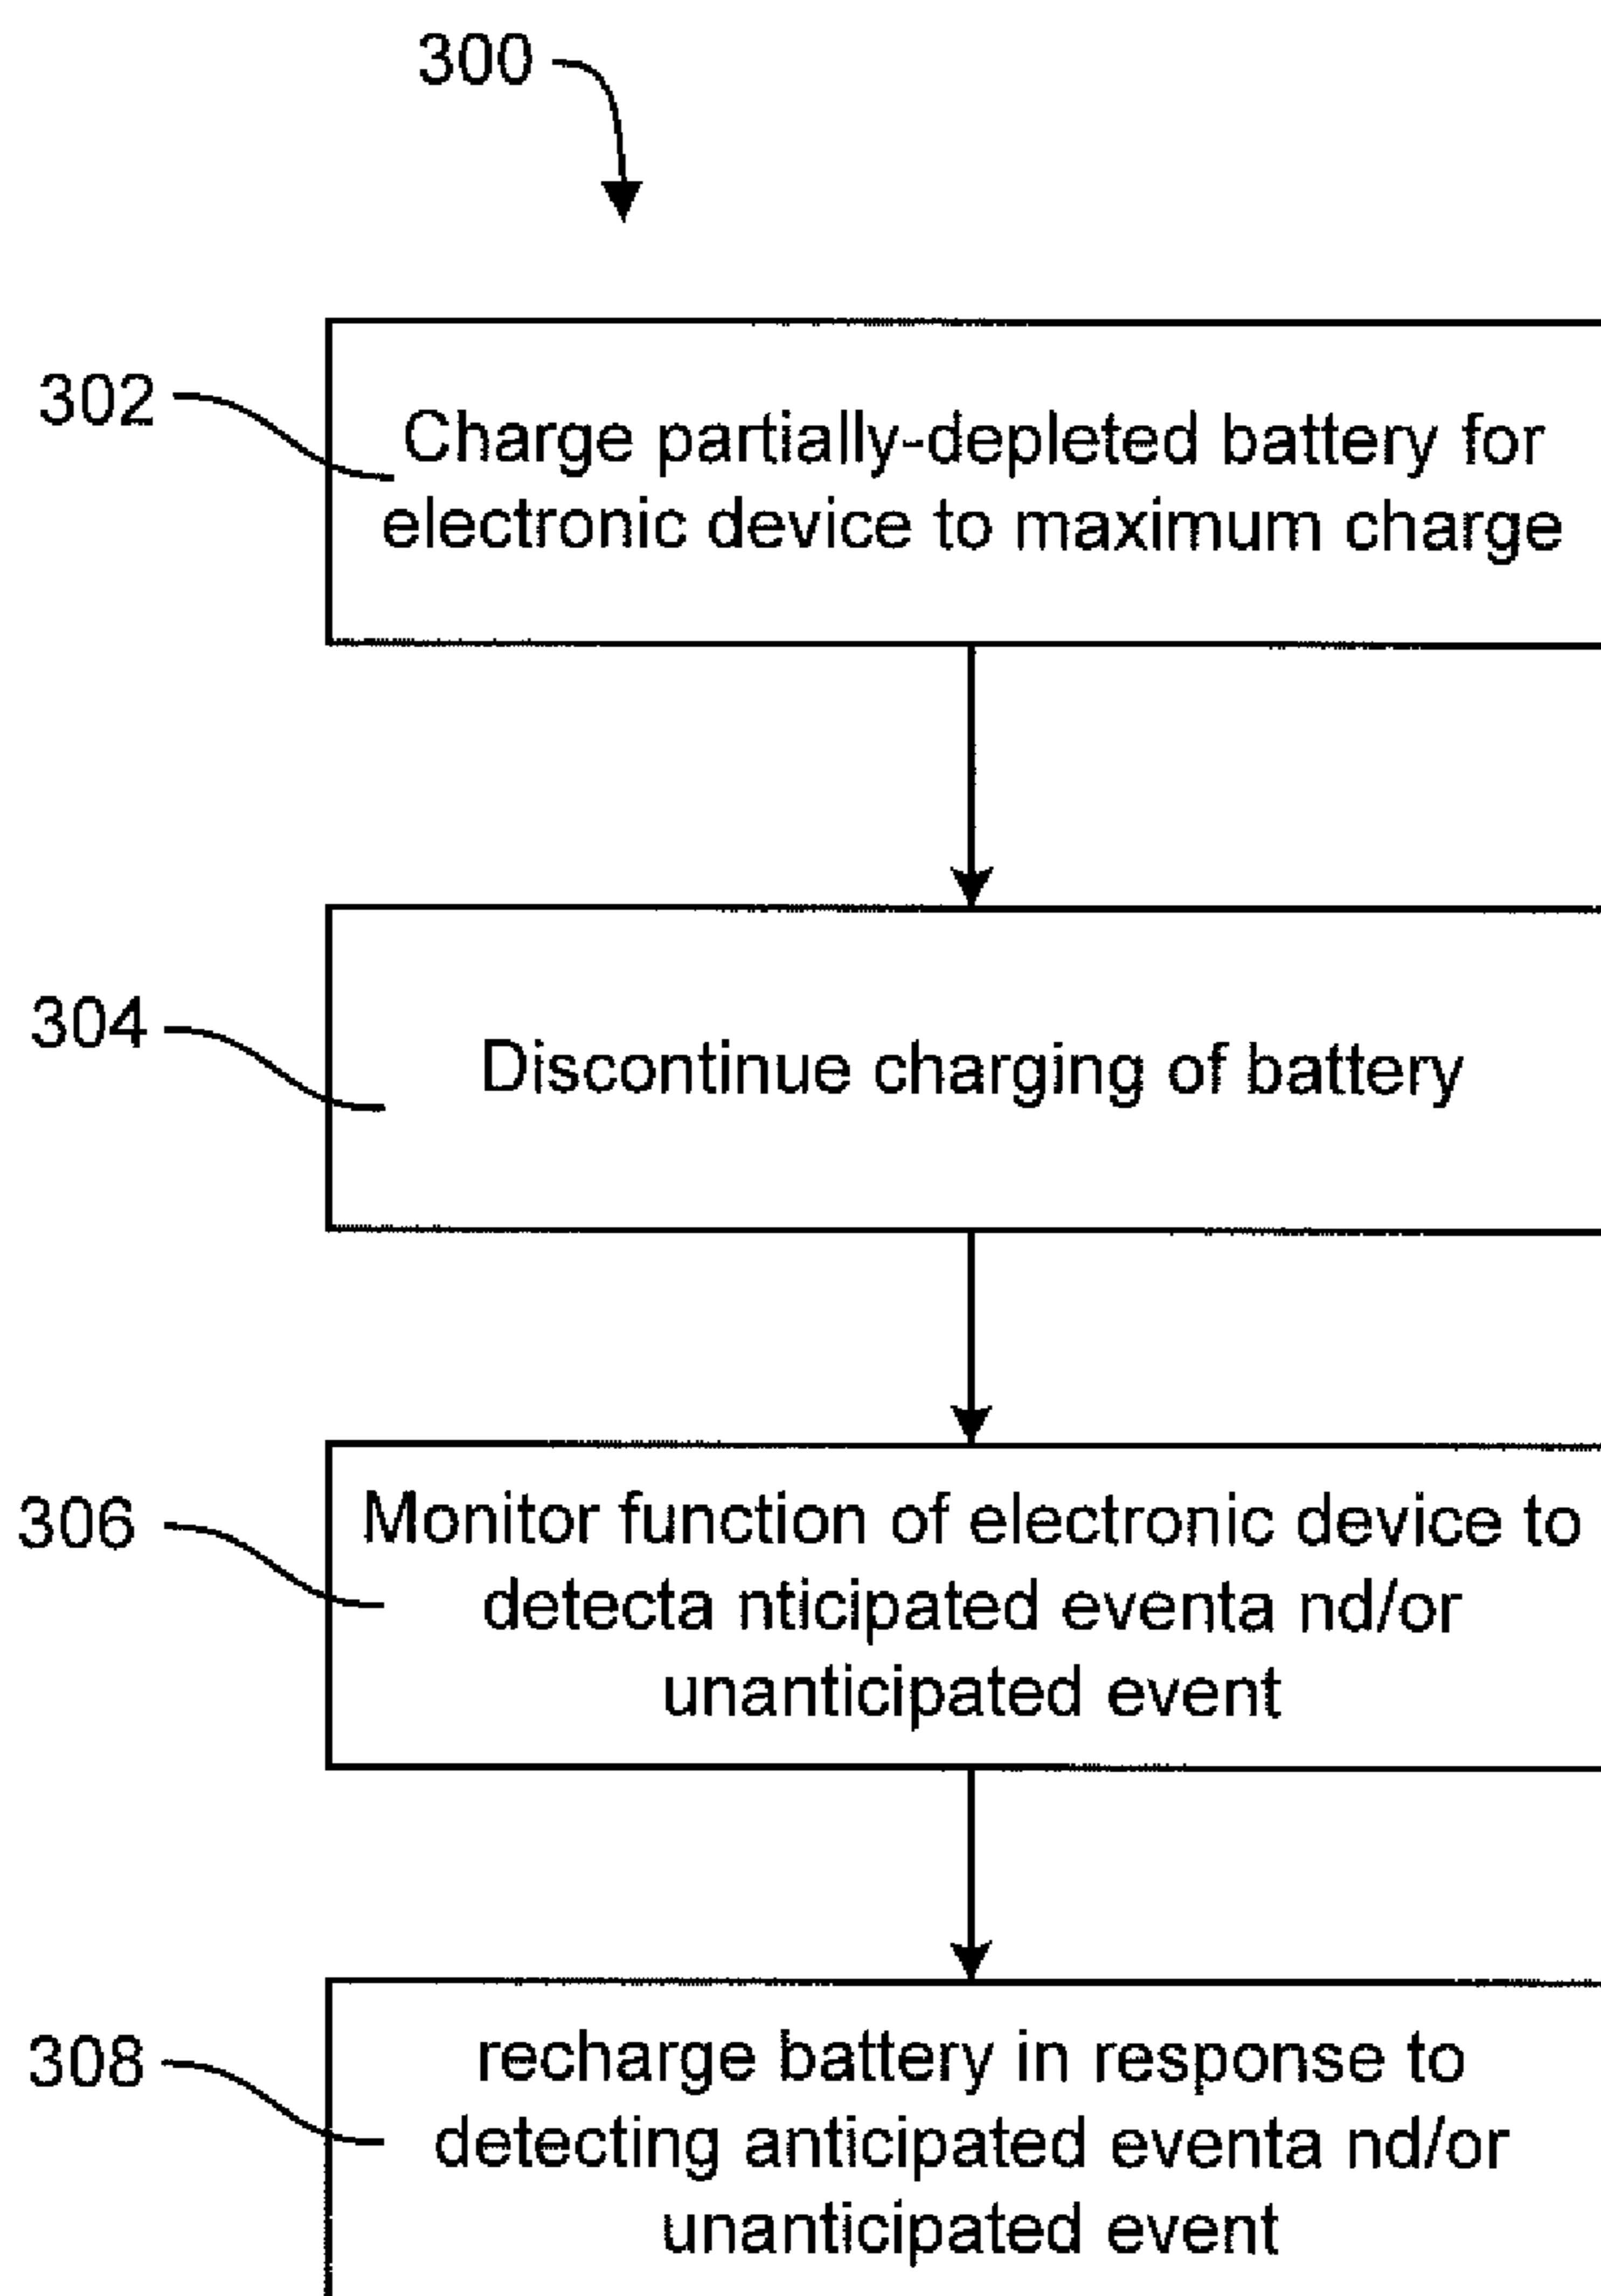 300
302
Charge partially-depleted battery for
electronic device to maximum charge
304
Discontinue charging of battery
306
Monitor function of electronic device to
detecta nticipated eventa nd/or
unanticipated event
308
recharge battery in response to
detecting anticipated eventa nd/or
unanticipated event